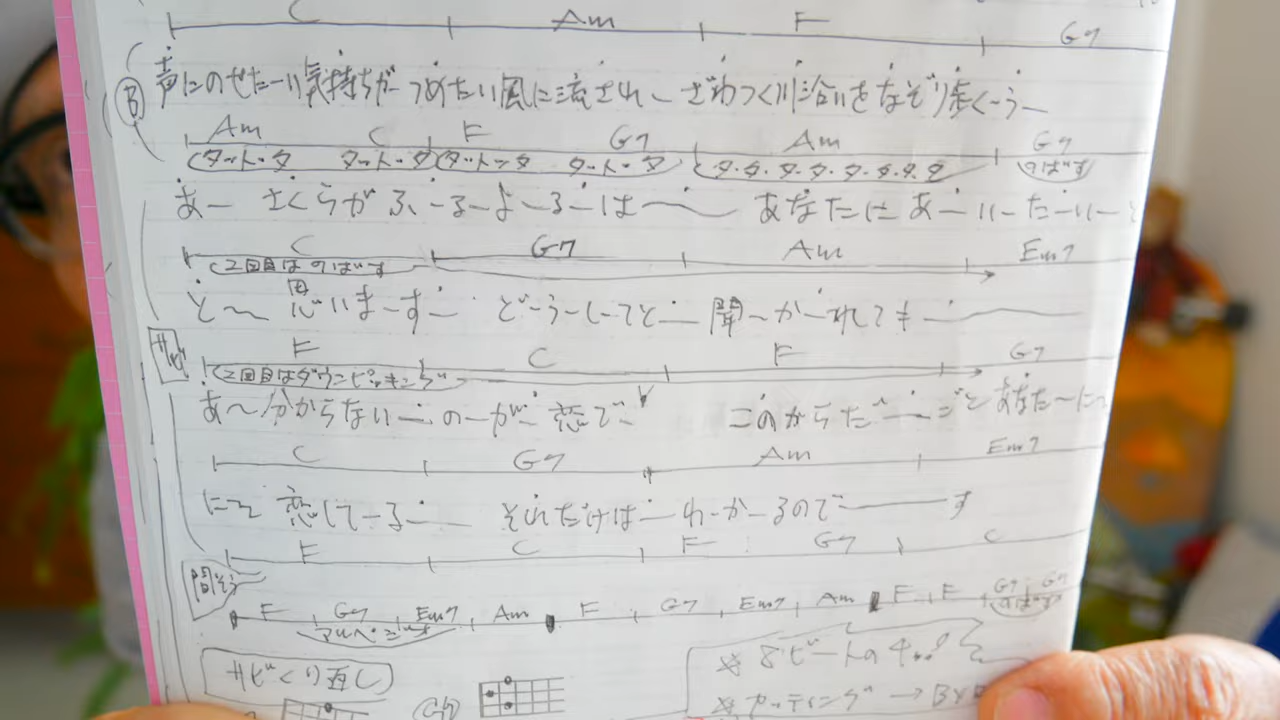 C Am F G7
B 声にのせたーい気持ちが つめたい風に流され〜 ざわつく川沿いをなぞり歩くーうー
Am C F G7 Am G7
タット・タ タット・タ タット・タ タット・タ タ・タ・タ・タ・タ・タ・タ・タ のばーす
あー さくらが ふーるーよーるーは〜 あなたに あーいーたーいーと
C G7 Am Em7
2回目はのばーす
と〜 思いまーすー どーうーしーてと— 聞〜かーれても—
サビ F C F G7
2回目はダウンピッキング
あ〜分からないーものーがー恋で このからだーごと あなた〜に〜
C G7 Am Em7
に〜 恋してーるー それだけはーわーかーるので—す
F C F G7 C
間そう
F G7 Em7 Am F G7 Em7 Am F F G7 G7
アルペジオ のばーす
サビくり返し
G7
※ 8ビートの
※ カッティング →